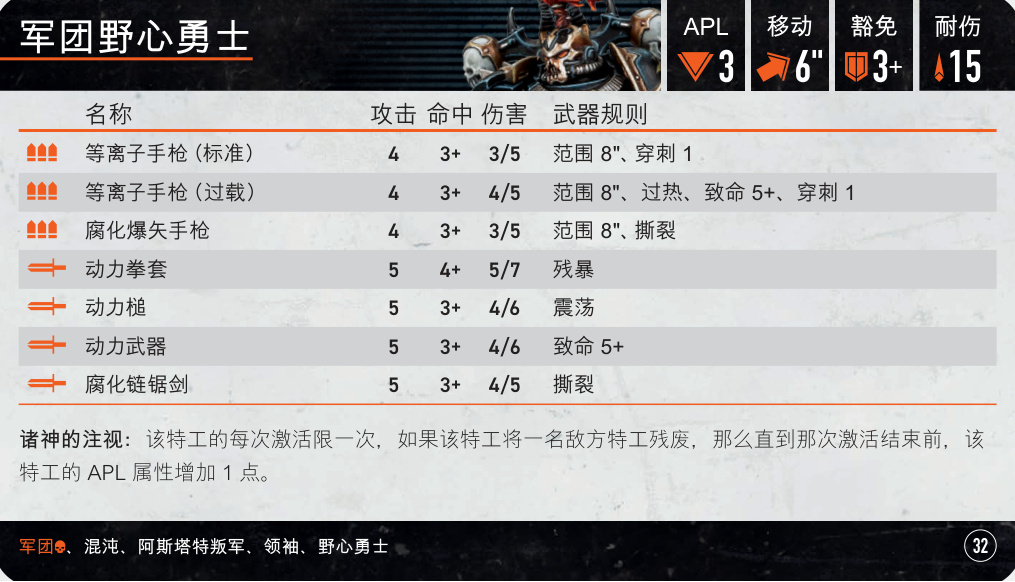 军团野心勇士
APL 移动 豁免 耐伤
3 6" 3+ 15
名称 攻击 命中 伤害 武器规则
等离子手枪（标准） 4 3+ 3/5 范围 8"、穿刺 1
等离子手枪（过载） 4 3+ 4/5 范围 8"、过热、致命 5+、穿刺 1
腐化爆矢手枪 4 3+ 3/5 范围 8"、撕裂
动力拳套 5 4+ 5/7 残暴
动力槌 5 3+ 4/6 震荡
动力武器 5 3+ 4/6 致命 5+
腐化链锯剑 5 3+ 4/5 撕裂
诸神的注视：该特工的每次激活限一次，如果该特工将一名敌方特工残废，那么直到那次激活结束前，该
特工的 APL 属性增加 1 点。
军团、混沌、阿斯塔特叛军、领袖、野心勇士
32